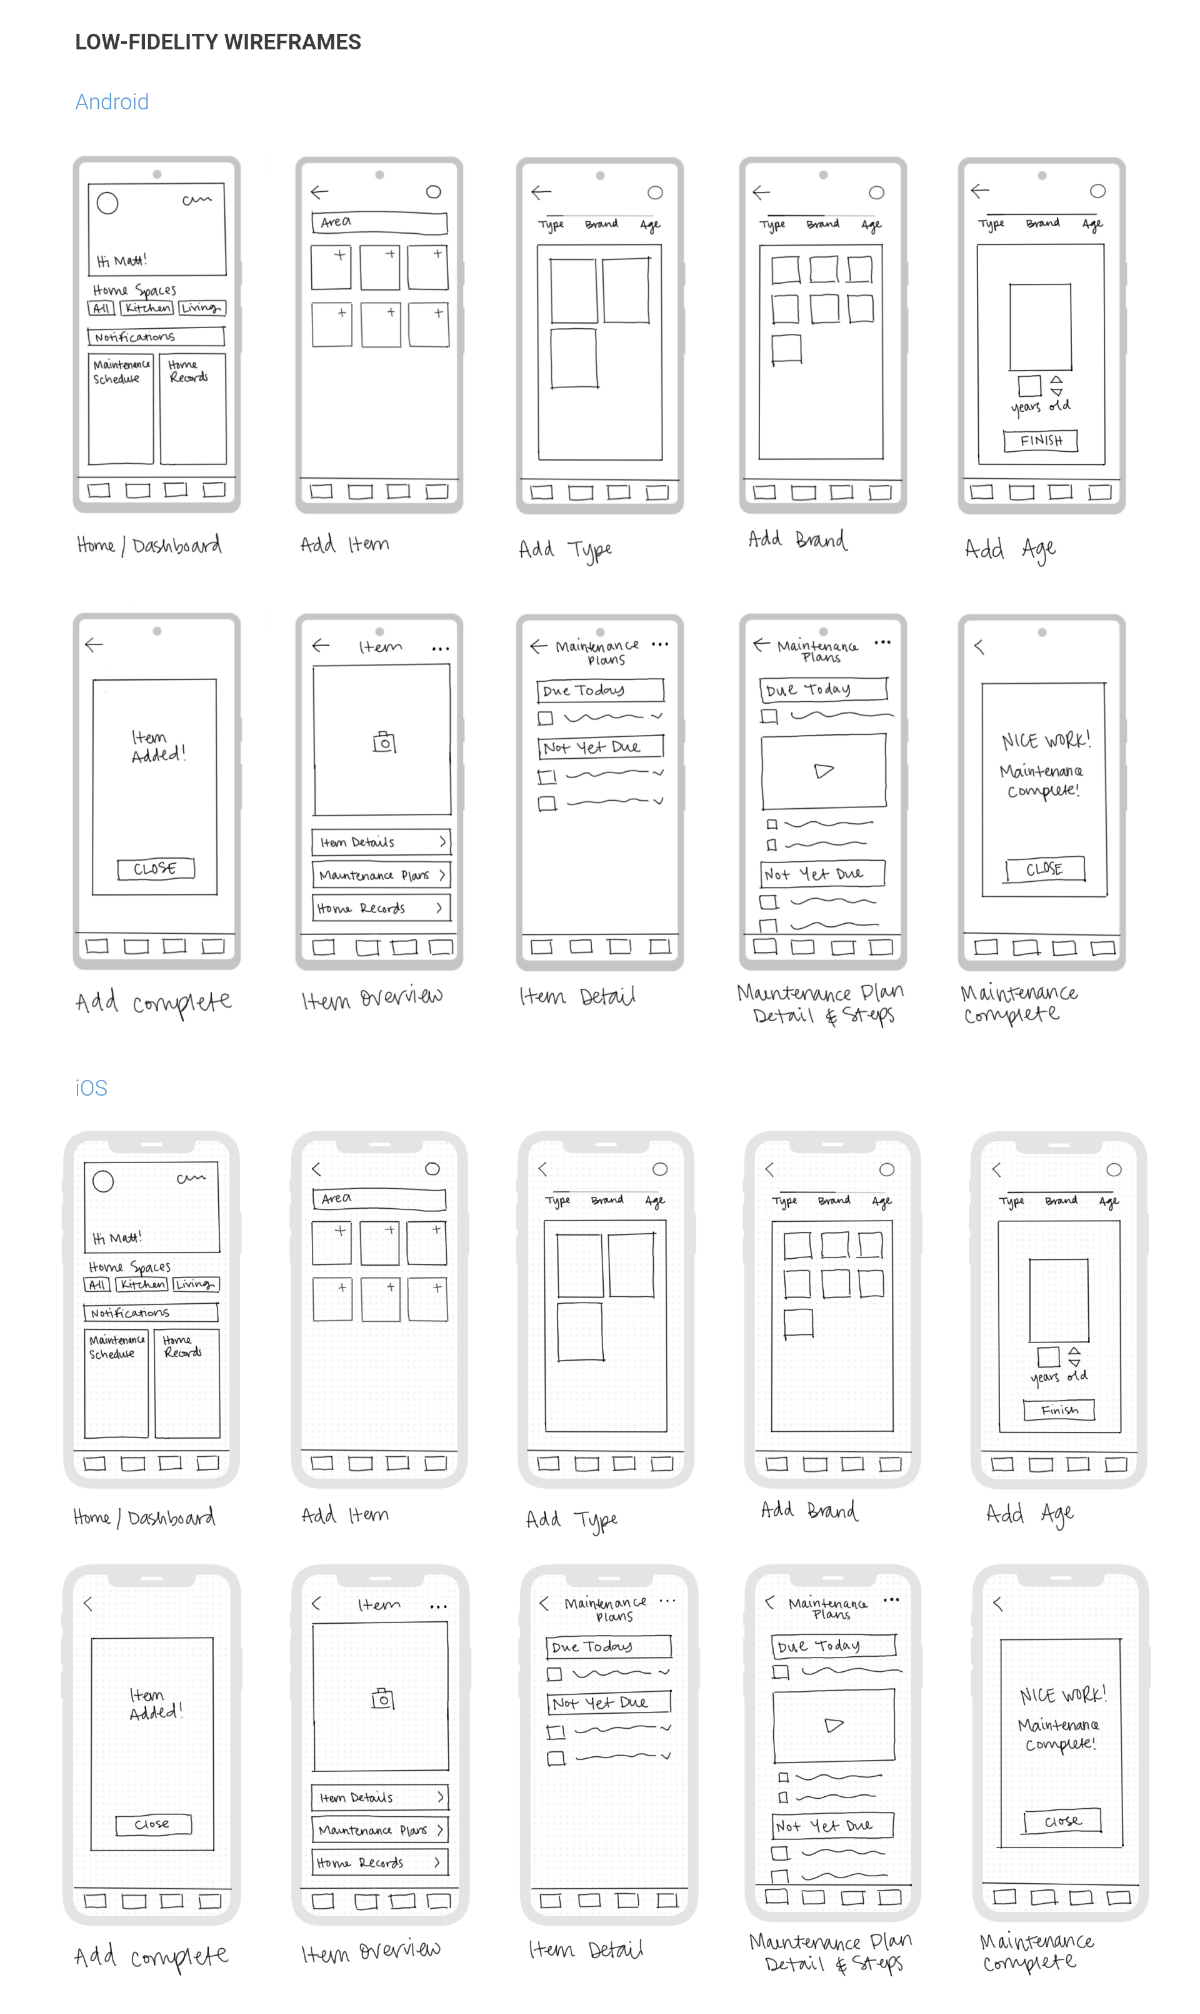 LOW-FIDELITY WIREFRAMES
Android
Hi Matt!
Home Spaces
All Kitchen Living
Notifications
Maintenance Schedule
Home Records
Home/Dashboard
Area
+ + +
+ + +
Add Item
Type Brand Age
Add Type
Type Brand Age
Add Brand
Type Brand Age
years old
FINISH
Add Age
Item
Added!
CLOSE
Add Complete
Item ...
Item Details >
Maintenance Plans >
Home Records >
Item Overview
Maintenance ...
Plans
Due Today
Not Yet Due
Item Detail
Maintenance ...
Plans
Due Today
Not Yet Due
Maintenance Plan
Detail & Steps
NICE WORK!
Maintenance
Complete!
CLOSE
Maintenance
Complete
iOS
Hi Matt!
Home Spaces
All Kitchen Living
Notifications
Maintenance Schedule
Home Records
Home/Dashboard
Area
+ + +
+ + +
Add Item
Type Brand Age
Add Type
Type Brand Age
Add Brand
Type Brand Age
years old
Finish
Add Age
Item
Added!
Close
Add Complete
Item ...
Item Details >
Maintenance Plans >
Home Records >
Item Overview
Maintenance ...
Plans
Due Today
Not Yet Due
Item Detail
Maintenance ...
Plans
Due Today
Not Yet Due
Maintenance Plan
Detail & Steps
NICE WORK!
Maintenance
Complete!
Close
Maintenance
Complete